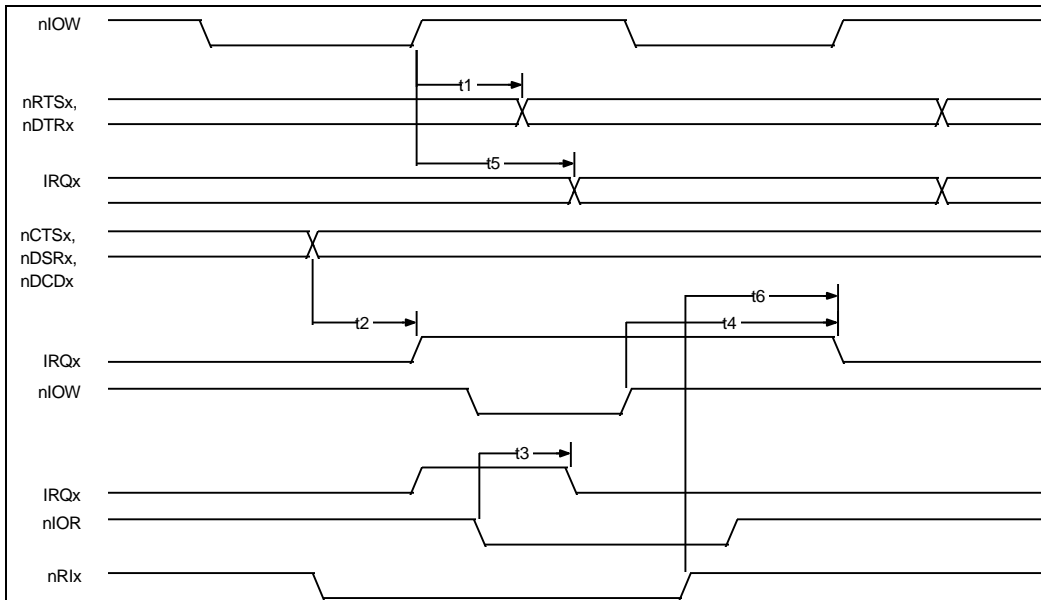 nIOW
t1
nRTSx,
nDTRx
t5
IRQx
nCTSx,
nDSRx,
nDCDx
t6
t2
t4
IRQx
nIOW
t3
IRQx
nIOR
nRIx